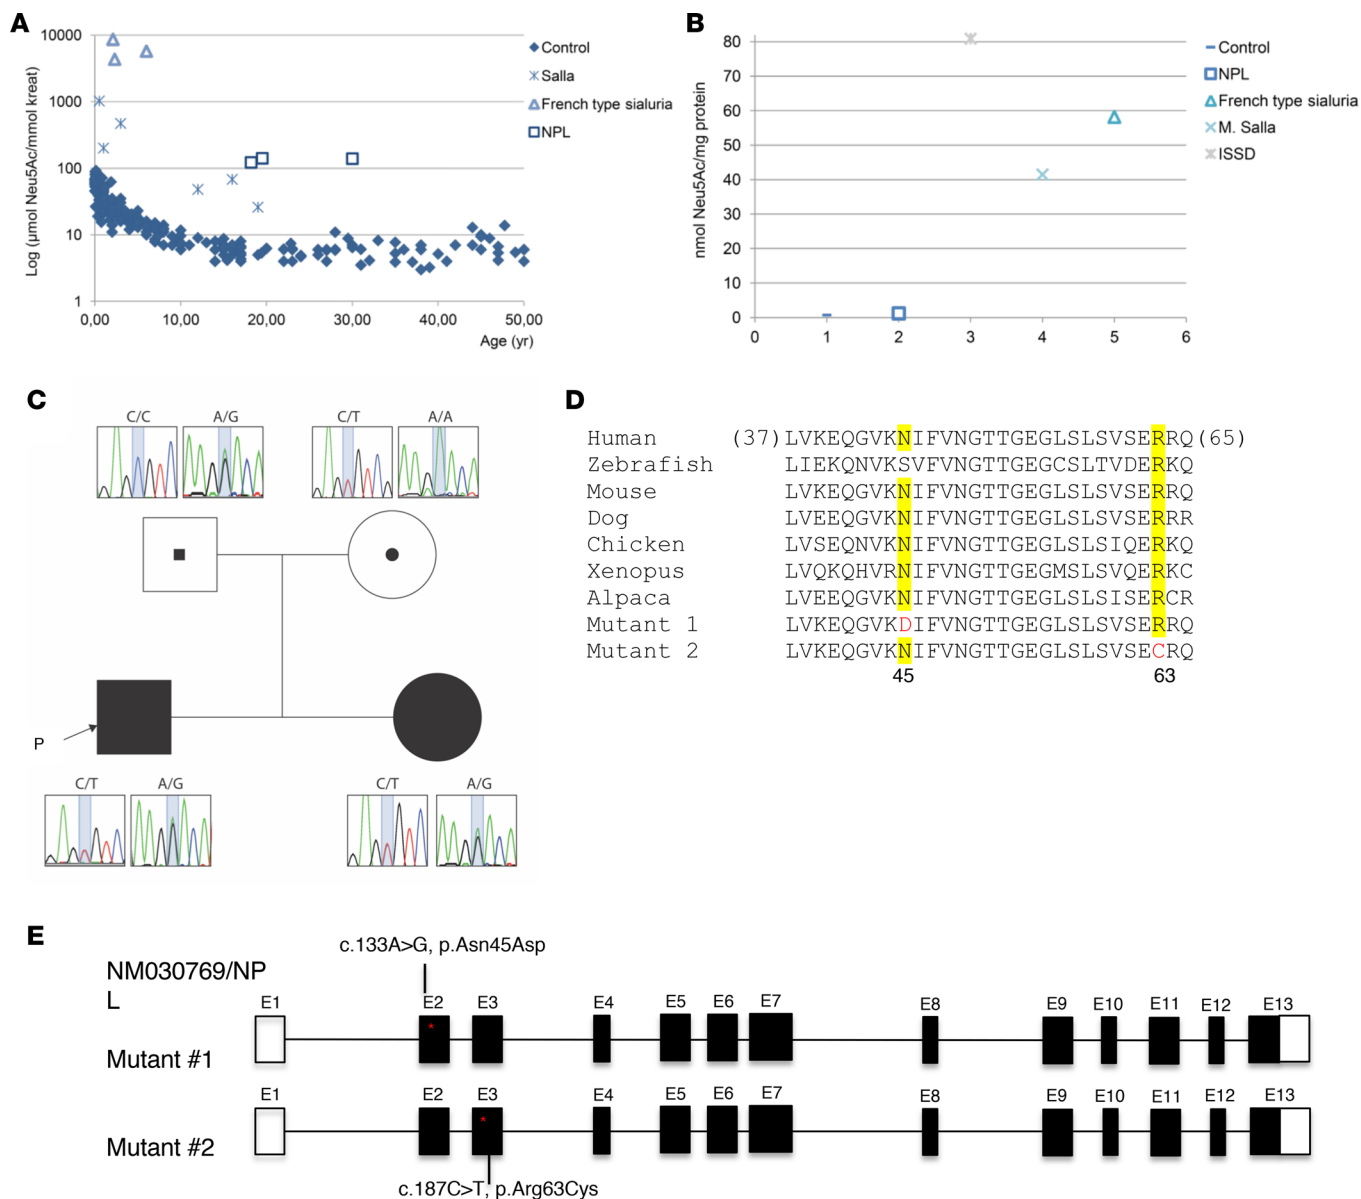 A
Log (µmol Neu5Ac/mmol kreat)
10000
1000
100
10
1
0,00 10,00 20,00 30,00 40,00 50,00
Age (yr)
Control
Salla
French type sialuria
NPL
B
nmol Neu5Ac/mg protein
80
70
60
50
40
30
20
10
0
0 1 2 3 4 5 6
Control
NPL
French type sialuria
M. Salla
ISSD
C
C/C A/G C/T A/A
P
C/T A/G C/T A/G
D
Human (37)LVKEQGVKNIFVNGTTGEGLSLSVSERRQ(65)
Zebrafish LIEKQNVKSVFVNGTTGEGCSLTVDERKQ
Mouse LVKEQGVKNIFVNGTTGEGLSLSVSERRQ
Dog LVEEQGVKNIFVNGTTGEGLSLSVSERRR
Chicken LVSEQNVKNIFVNGTTGEGLSLSIQERKQ
Xenopus LVQKQHVRNIFVNGTTGEGMSLSVQERKC
Alpaca LVEEQGVKNIFVNGTTGEGLSLSISERCR
Mutant 1 LVKEQGVKDIFVNGTTGEGLSLSVSERRQ
Mutant 2 LVKEQGVKNIFVNGTTGEGLSLSVSECRQ
45 63
E
c.133A>G, p.Asn45Asp
NM030769/NP
L
E1 E2 E3 E4 E5 E6 E7 E8 E9 E10 E11 E12 E13
*
Mutant #1
E1 E2 E3 E4 E5 E6 E7 E8 E9 E10 E11 E12 E13
*
Mutant #2
c.187C>T, p.Arg63Cys